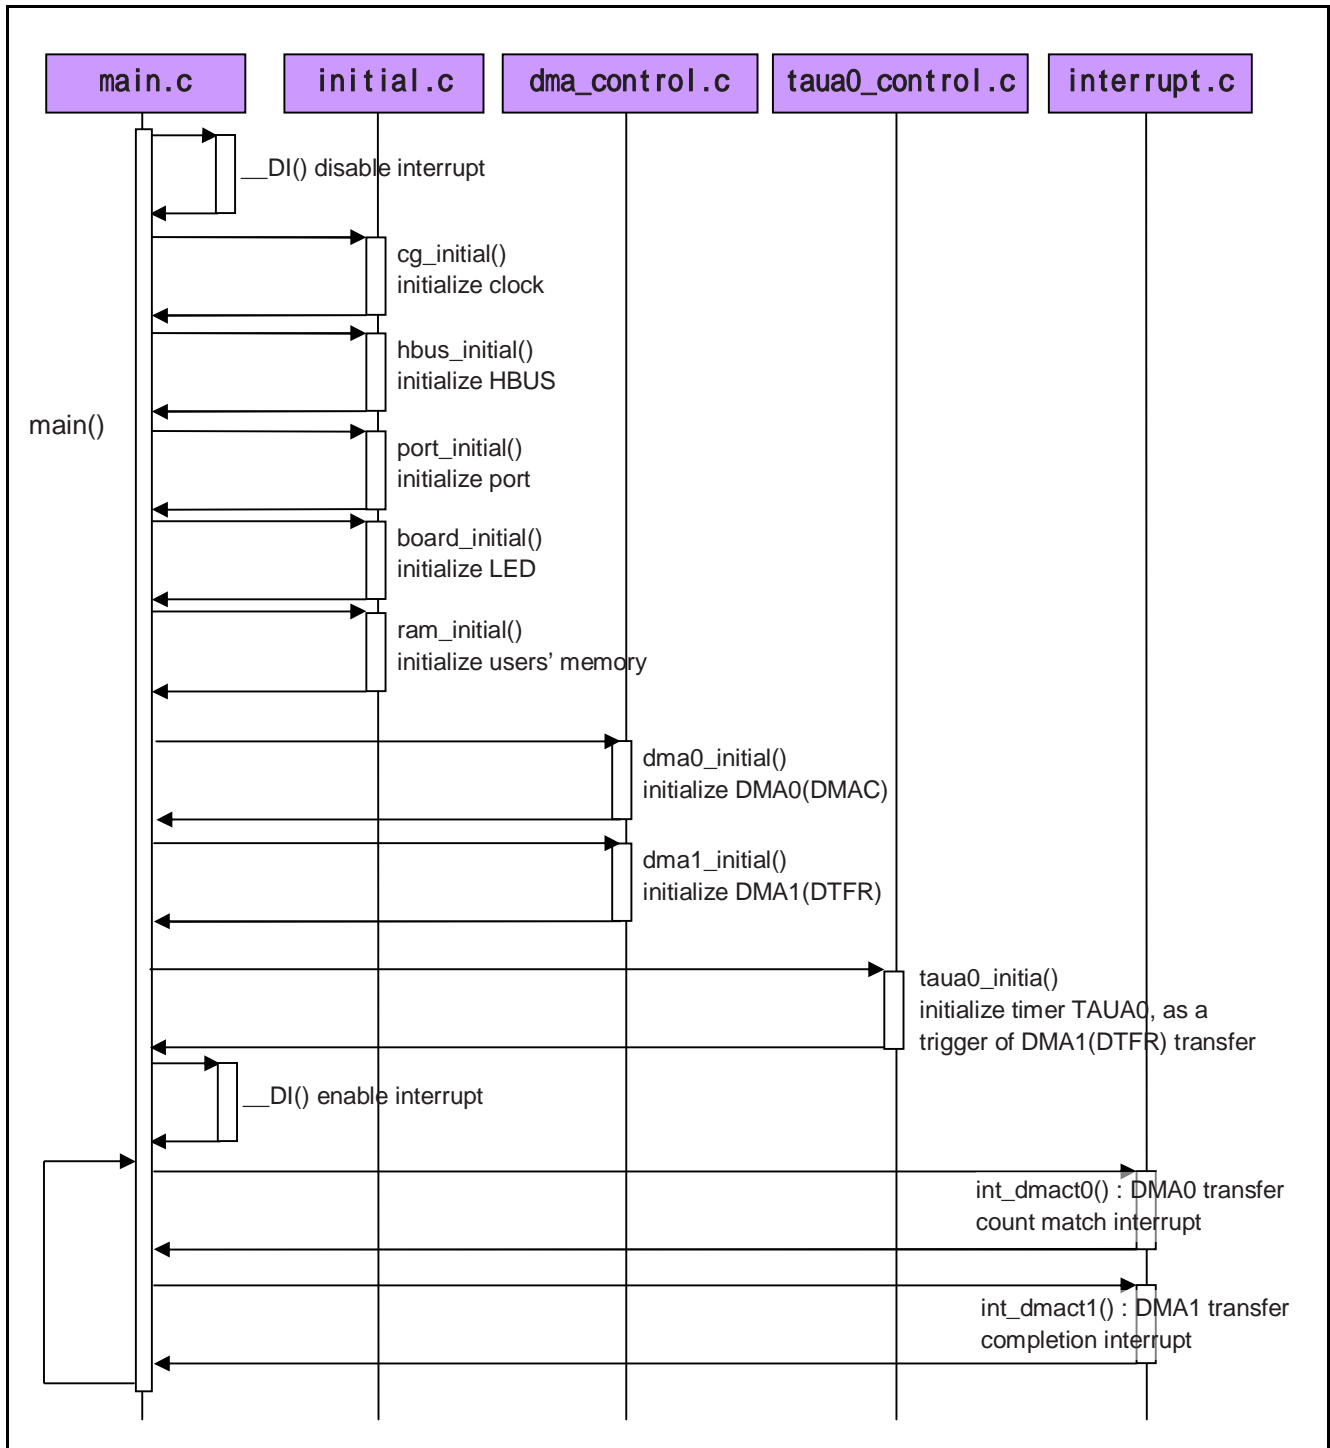 main.c
initial.c
dma_control.c
taua0_control.c
interrupt.c
__DI() disable interrupt
cg_initial()
initialize clock
hbus_initial()
initialize HBUS
main()
port_initial()
initialize port
board_initial()
initialize LED
ram_initial()
initialize users’ memory
dma0_initial()
initialize DMA0(DMAC)
dma1_initial()
initialize DMA1(DTFR)
taua0_initia()
initialize timer TAUA0, as a
trigger of DMA1(DTFR) transfer
__DI() enable interrupt
int_dmact0() : DMA0 transfer
count match interrupt
int_dmact1() : DMA1 transfer
completion interrupt